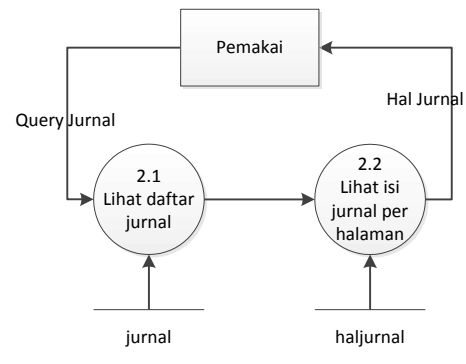 Pemakai
Query Jurnal
Hal Jurnal
2.1
Lihat daftar
jurnal
2.2
Lihat isi
jurnal per
halaman
jurnal
haljurnal